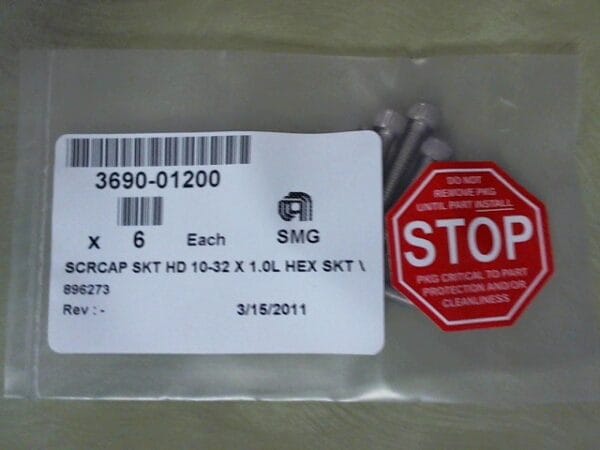 3690-01200
x 6 Each SMG
SCRCAP SKT HD 10-32 X 1.0L HEX SKT \
896273
Rev : - 3/15/2011
DO NOT
REMOVE PKG
UNTIL PART INSTALL
STOP
PKG CRITCAL TO PART
PROTECTION AND/OR
CLEANLINESS